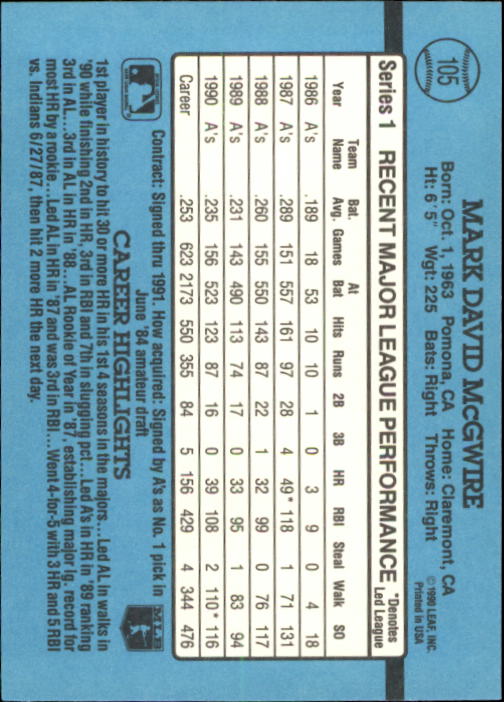 105
MARK DAVID McGWIRE
Born: Oct. 1, 1963 Pomona, CA Home: Claremont, CA
Ht: 6' 5" Wgt: 225 Bats: Right Throws: Right
© 1990 LEAF, INC.
Printed in USA
Series 1 RECENT MAJOR LEAGUE PERFORMANCE *Denotes Led League
Year Team Name Bat. Avg. Games At Bat Hits Runs 2B 3B HR RBI Steal Walk SO
1986 A's .189 18 53 10 10 1 0 3 9 0 4 18
1987 A's .289 151 557 161 97 28 4 49* 118 1 71 131
1988 A's .260 155 550 143 87 22 1 32 99 0 76 117
1989 A's .231 143 490 113 74 17 0 33 95 1 83 94
1990 A's .235 156 523 123 87 16 0 39 108 2 110* 116
Career .253 623 2173 550 355 84 5 156 429 4 344 476
Contract: Signed thru 1991. How acquired: Signed by A's as No. 1 pick in
June '84 amateur draft
MLB
CAREER HIGHLIGHTS
1st player in history to hit 30 or more HR in his 1st 4 seasons in the majors...Led AL in walks in
'90 while finishing 2nd in HR, 3rd in RBI and 7th in slugging pct...Led A's in HR in '89 ranking
3rd in AL...3rd in AL in HR in '88...AL Rookie of Year in '87, establishing major lg. record for
most HR by a rookie...Led AL in HR in '87 and was 3rd in RBI...Went 4-for-5 with 3 HR and 5 RBI
vs. Indians 6/27/87, then hit 2 more HR the next day.